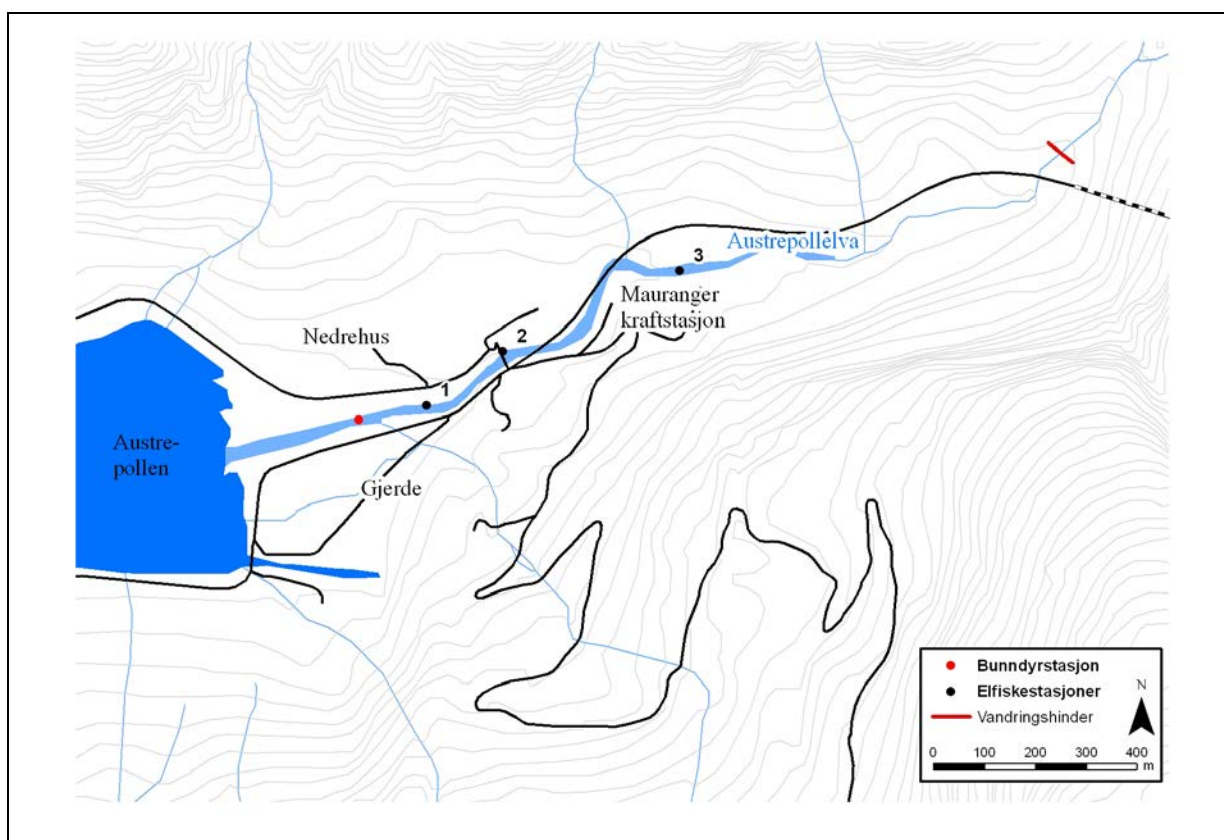 Austrepollelva
3
Mauranger
kraftstasjon
Nedrehus
2
1
Austre-
pollen
Gjerde
Bunndyrstasjon
Elfiskestasjoner
Vandringshinder
N
0 100 200 300 400
m